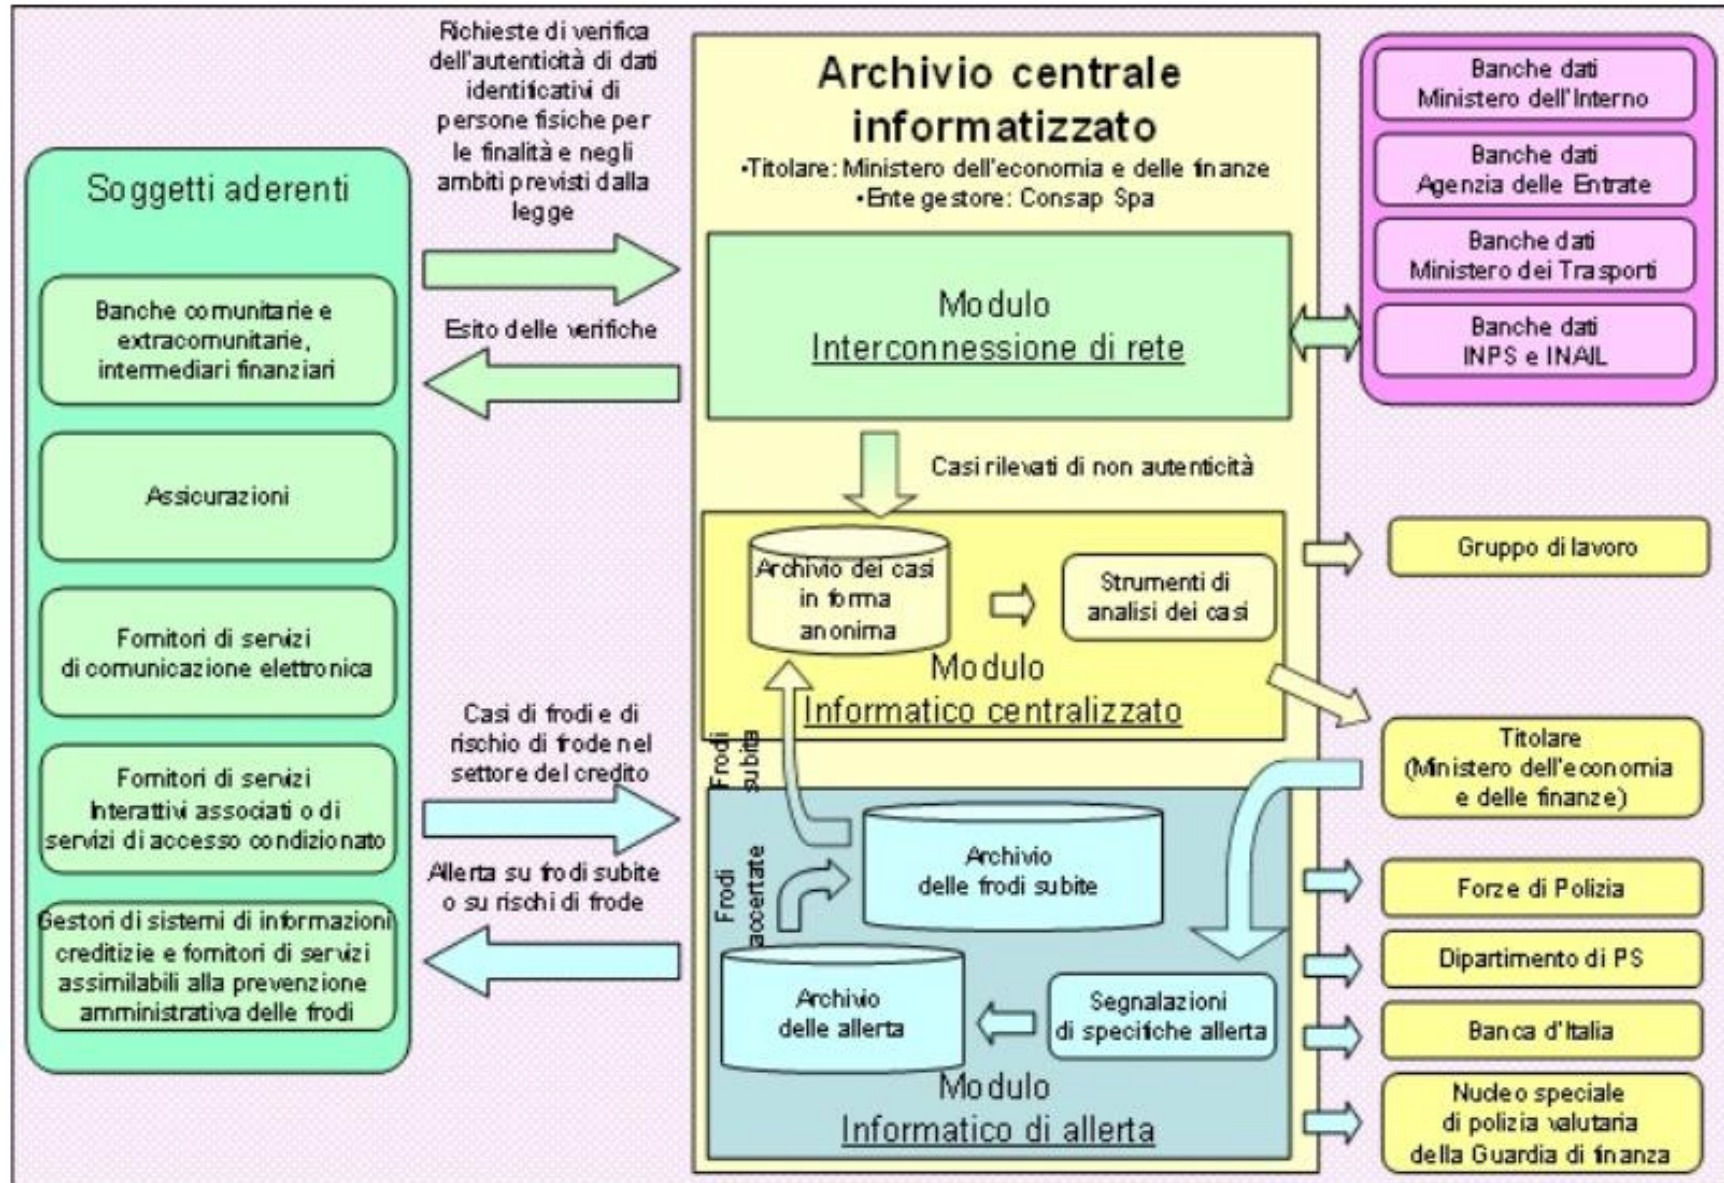 Soggetti aderenti
Banche comunitarie e
extracomunitarie,
intermediari finanziari
Assicurazioni
Fornitori di servizi
di comunicazione elettronica
Fornitori di servizi
Interattivi associati o di
servizi di accesso condizionato
Gestori di sistemi di informazioni
creditizie e fornitori di servizi
assimilabili alla prevenzione
amministrativa delle frodi
Richieste di verifica
dell'autenticità di dati
identificativi di
persone fisiche per
le finalità e negli
ambiti previsti dalla
legge
Esito delle verifiche
Casi di frodi e di
rischio di frode nel
settore del credito
Allerta su frodi subite
o su rischi di frode
Archivio centrale
informatizzato
•Titolare: Ministero dell'economia e delle finanze
•Ente gestore: Consap Spa
Modulo
Interconnessione di rete
Casi rilevati di non autenticità
Archivio dei casi
in forma
anonima
Strumenti di
analisi dei casi
Modulo
Informatico centralizzato
Frodi
subita
Archivio
delle frodi subite
Frodi
accertate
Archivio
delle allerta
Segnalazioni
di specifiche allerta
Modulo
Informatico di allerta
Banche dati
Ministero dell'Interno
Banche dati
Agenzia delle Entrate
Banche dati
Ministero dei Trasporti
Banche dati
INPS e INAIL
Gruppo di lavoro
Titolare
(Ministero dell'economia
e delle finanze)
Forze di Polizia
Dipartimento di PS
Banca d'Italia
Nucleo speciale
di polizia valutaria
della Guardia di finanza